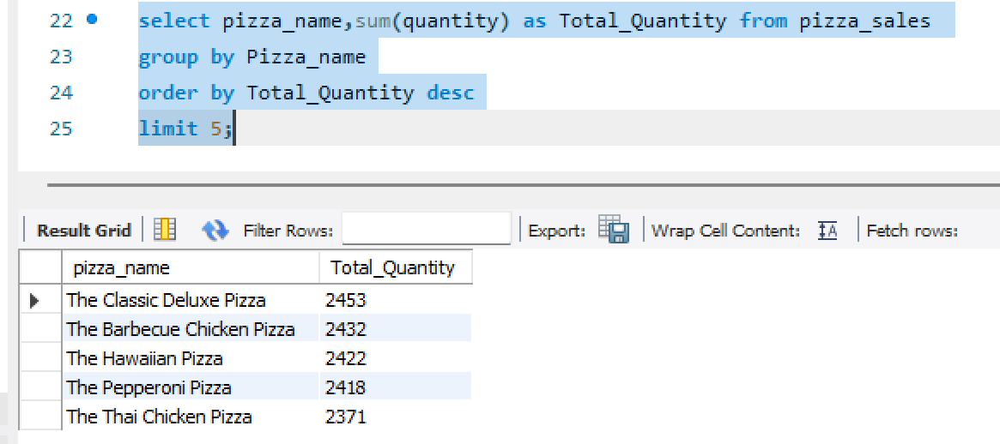 22 select pizza_name,sum(quantity) as Total_Quantity from pizza_sales
23 group by Pizza_name
24 order by Total_Quantity desc
25 limit 5;
Result Grid Filter Rows: Export: Wrap Cell Content: IA Fetch rows:
pizza_name Total_Quantity
The Classic Deluxe Pizza 2453
The Barbecue Chicken Pizza 2432
The Hawaiian Pizza 2422
The Pepperoni Pizza 2418
The Thai Chicken Pizza 2371